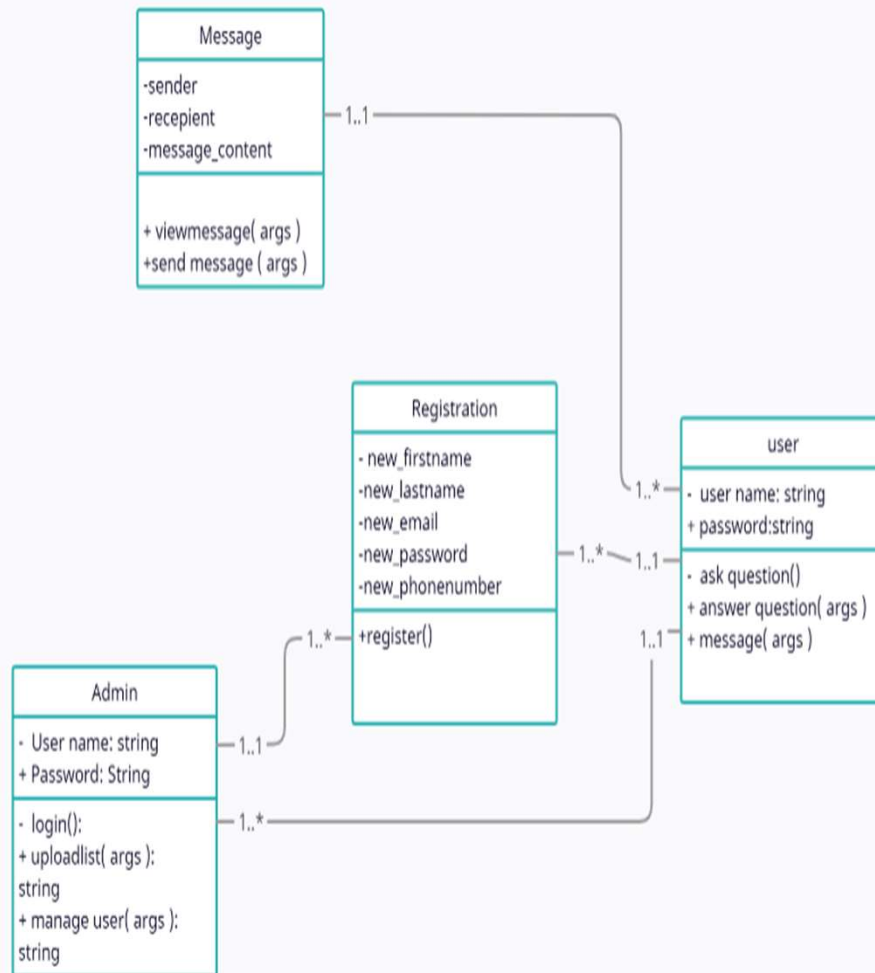 Message
-sender
-recepient
-message_content
+ viewmessage( args )
+send message ( args )
1..1
Registration
- new_firstname
-new_lastname
-new_email
-new_password
-new_phonenumber
+register()
user
- user name: string
+ password:string
- ask question()
+ answer question( args )
+ message( args )
1..*
1..*
1..1
1..1
1..*
Admin
- User name: string
+ Password: String
- login():
+ uploadlist( args ):
string
+ manage user( args ):
string
1..1
1..*